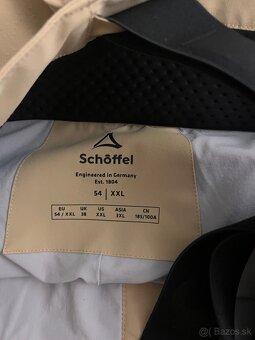 Schöffel
Engineered in Germany
Est. 1804
54 | XXL
EU UK US ASIA CN
54 / XXL 38 XXL 3XL 185/100A
Bazos.sk